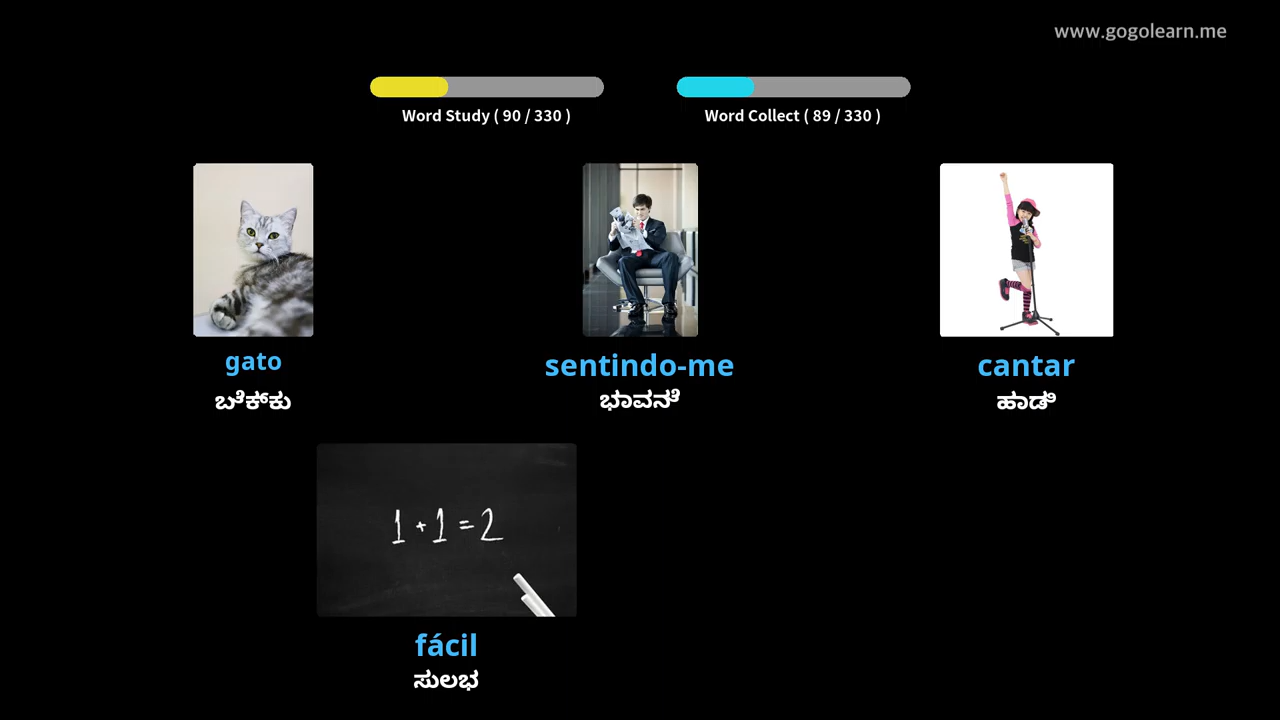 www.gogolearn.me
Word Study ( 90 / 330 )
Word Collect ( 89 / 330 )
gato
ಬೆಕ್ಕು
sentindo-me
ಭಾವನೆ
cantar
ಹಾಡಿ
1 + 1 = 2
fácil
ಸುಲಭ